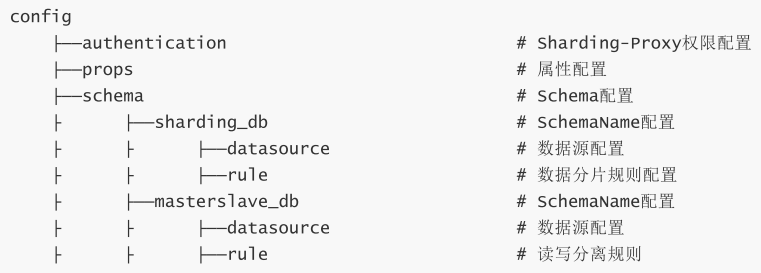 config
    ├──authentication                            # Sharding-Proxy权限配置
    ├──props                                     # 属性配置
    ├──schema                                    # Schema配置
    ├      ├──sharding_db                        # SchemaName配置
    ├      ├      ├──datasource                  # 数据源配置
    ├      ├      ├──rule                        # 数据分片规则配置
    ├      ├──masterslave_db                     # SchemaName配置
    ├      ├      ├──datasource                  # 数据源配置
    ├      ├      ├──rule                        # 读写分离规则